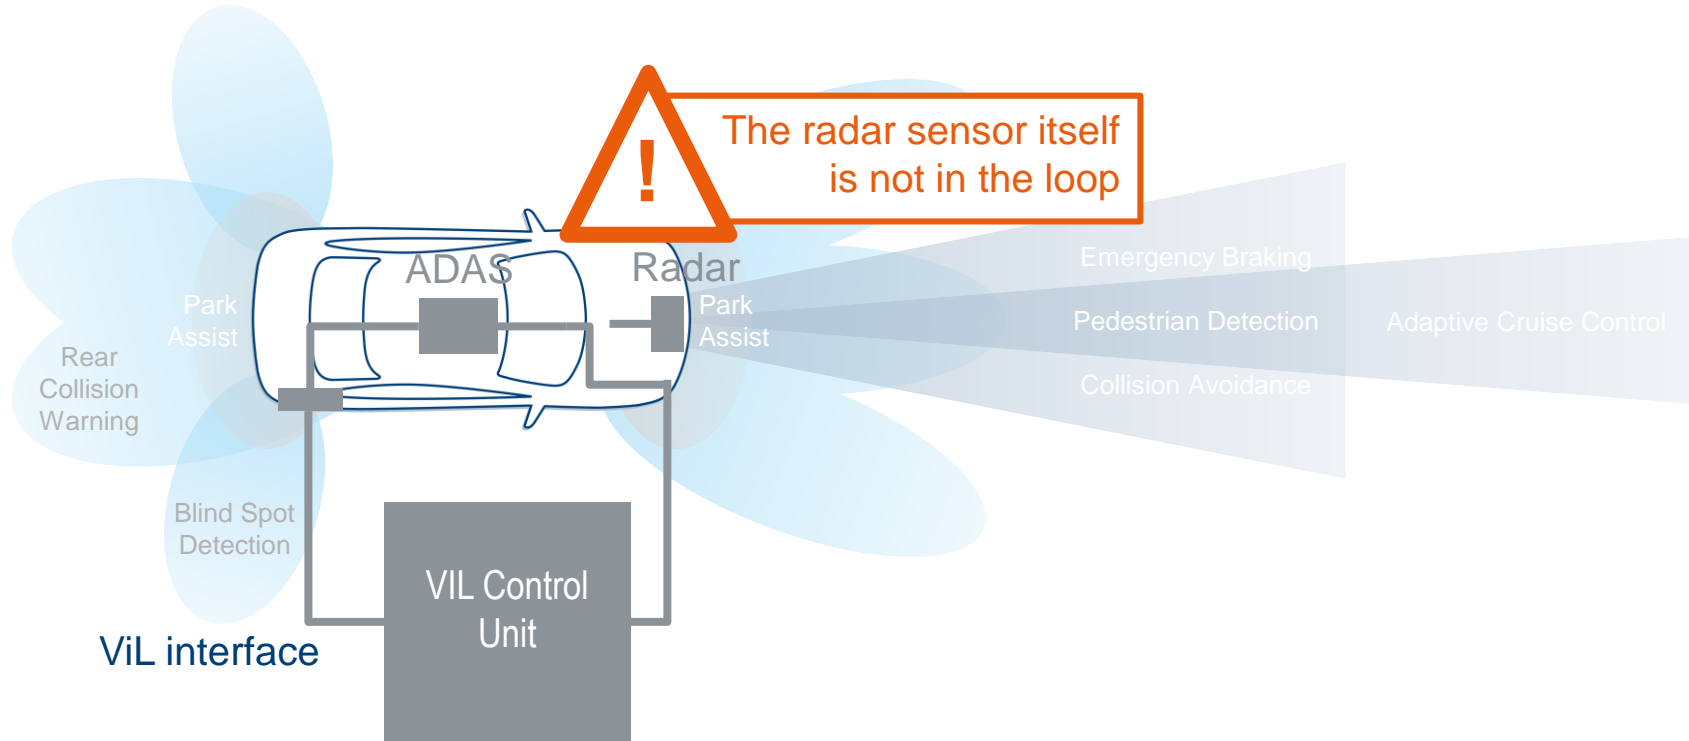 The radar sensor itself
is not in the loop
!
ADAS
Radar
Park
Assist
Park
Assist
Emergency Braking
Pedestrian Detection
Adaptive Cruise Control
Collision Avoidance
Rear
Collision
Warning
Blind Spot
Detection
VIL Control
Unit
ViL interface